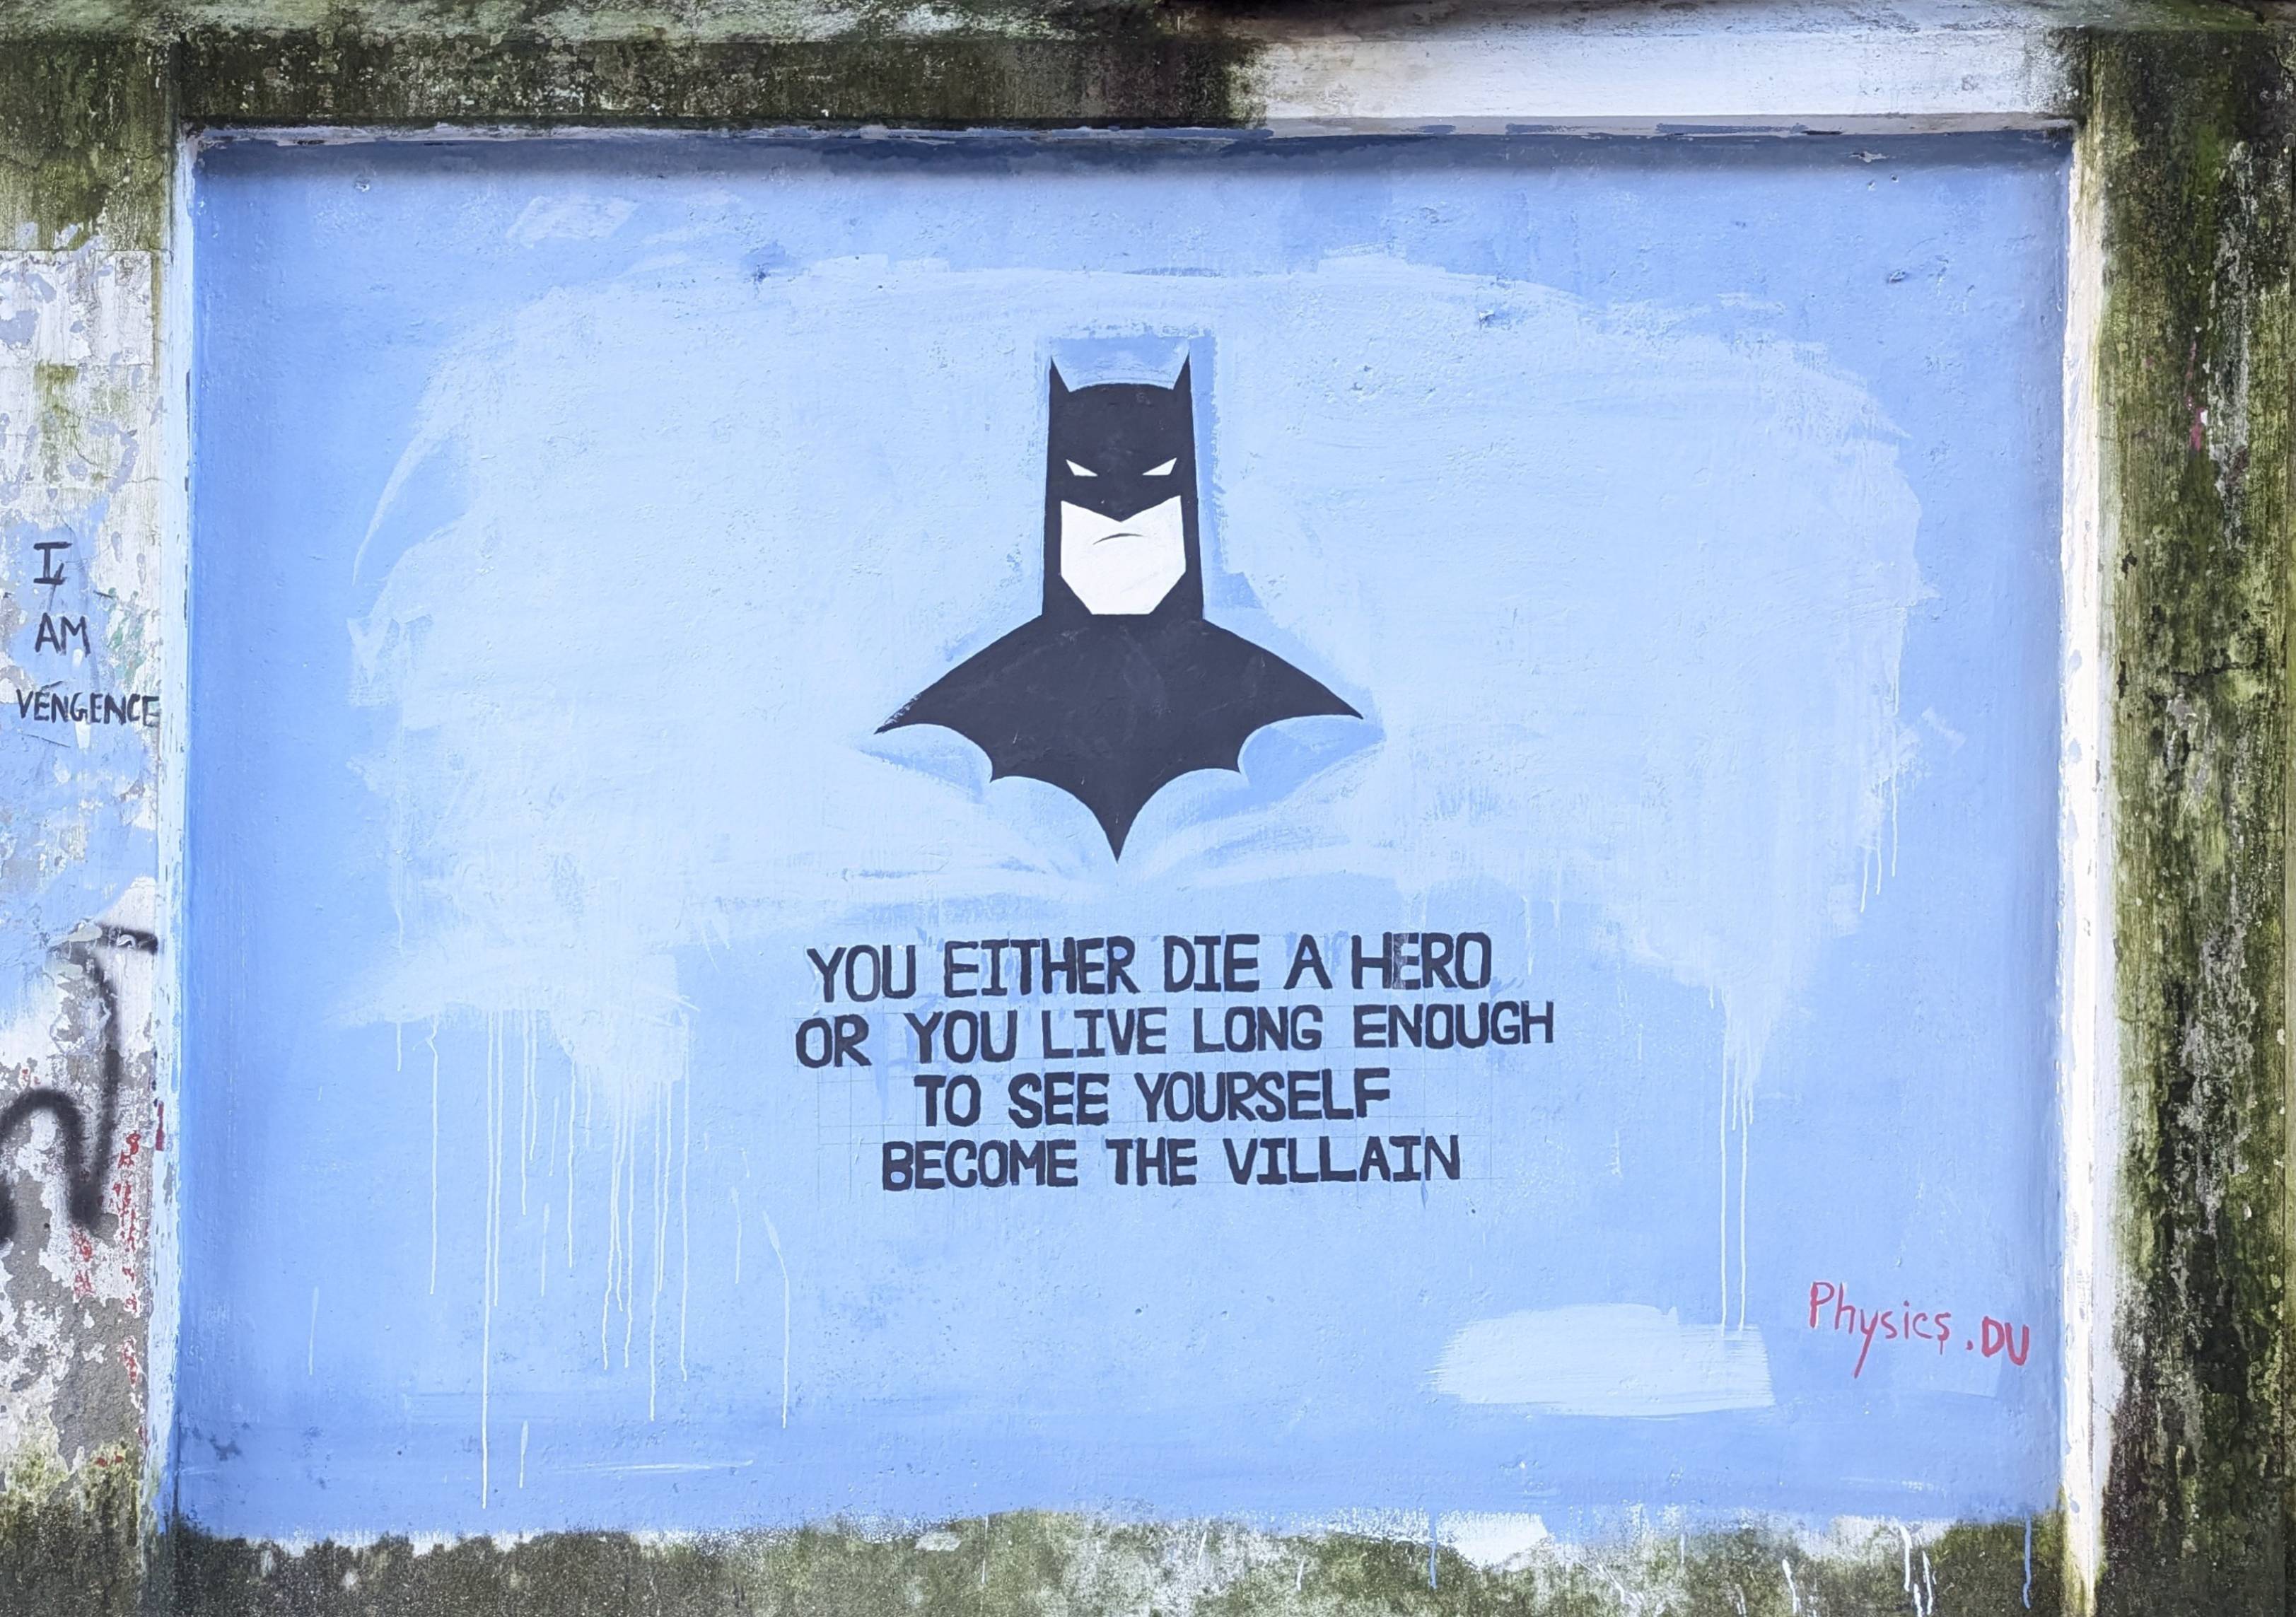 I
AM
VENGENCE
YOU EITHER DIE A HERO
OR YOU LIVE LONG ENOUGH
TO SEE YOURSELF
BECOME THE VILLAIN
Physics.DU